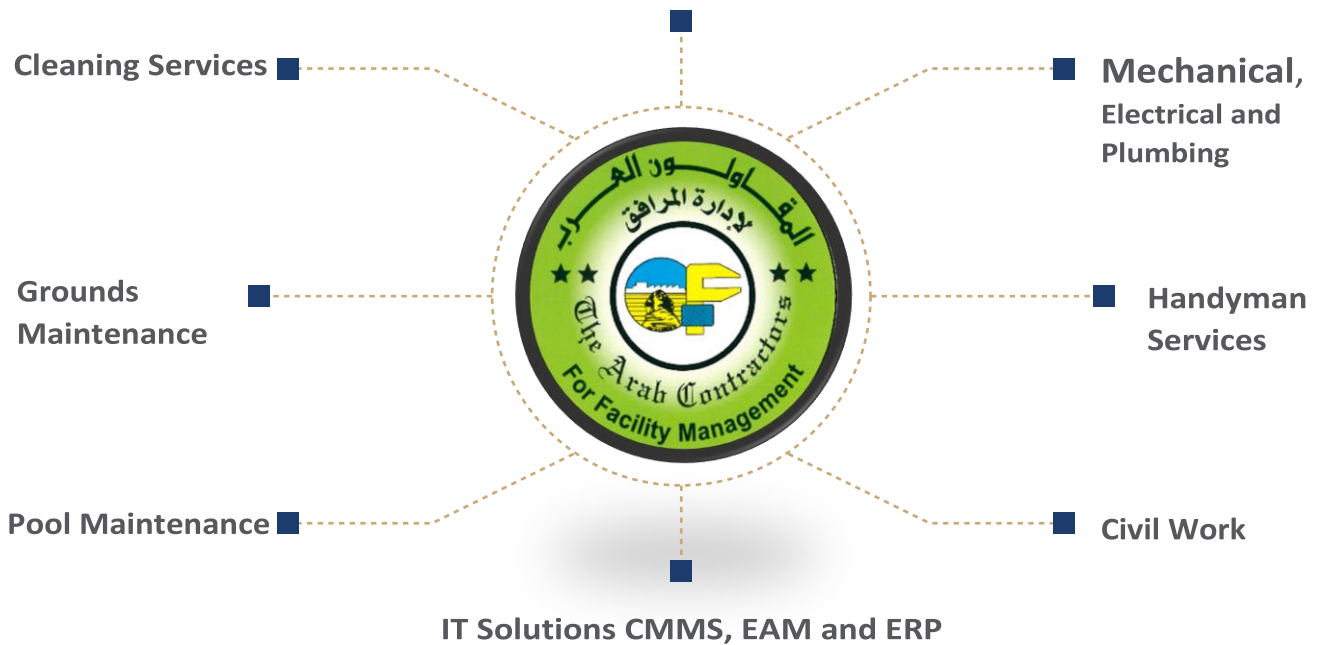 Cleaning Services
Mechanical,
Electrical and
Plumbing
المقاولون العرب
لإدارة المرافق
The Arab Contractors
For Facility Management
Grounds
Maintenance
Handyman
Services
Pool Maintenance
Civil Work
IT Solutions CMMS, EAM and ERP